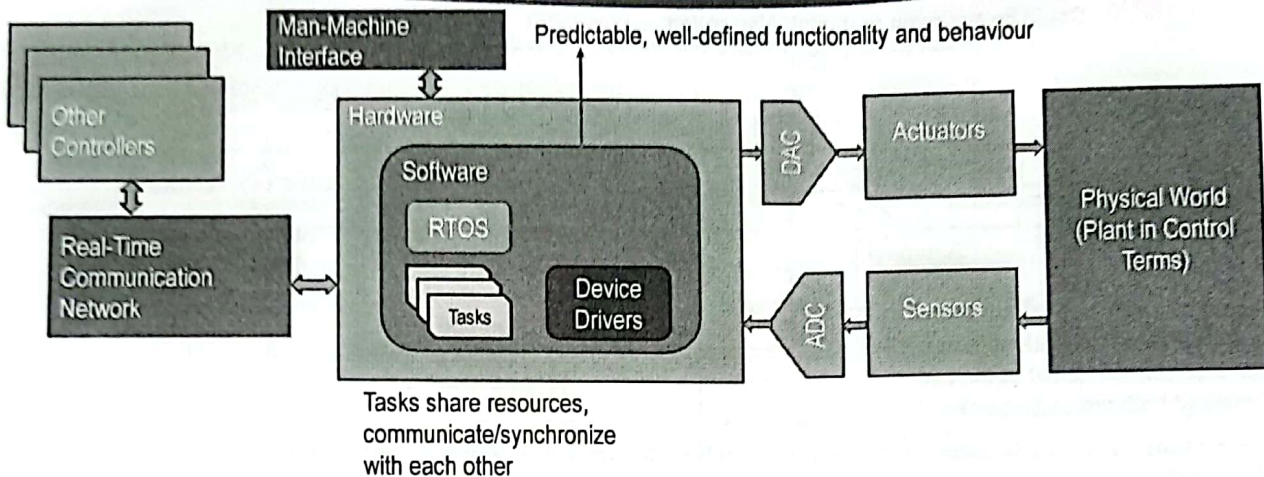 Man-Machine
Interface
Predictable, well-defined functionality and behaviour
Other
Controllers
Hardware
Software
RTOS
Tasks
Device
Drivers
DAC
Actuators
Physical World
(Plant in Control
Terms)
Real-Time
Communication
Network
ADC
Sensors
Tasks share resources,
communicate/synchronize
with each other